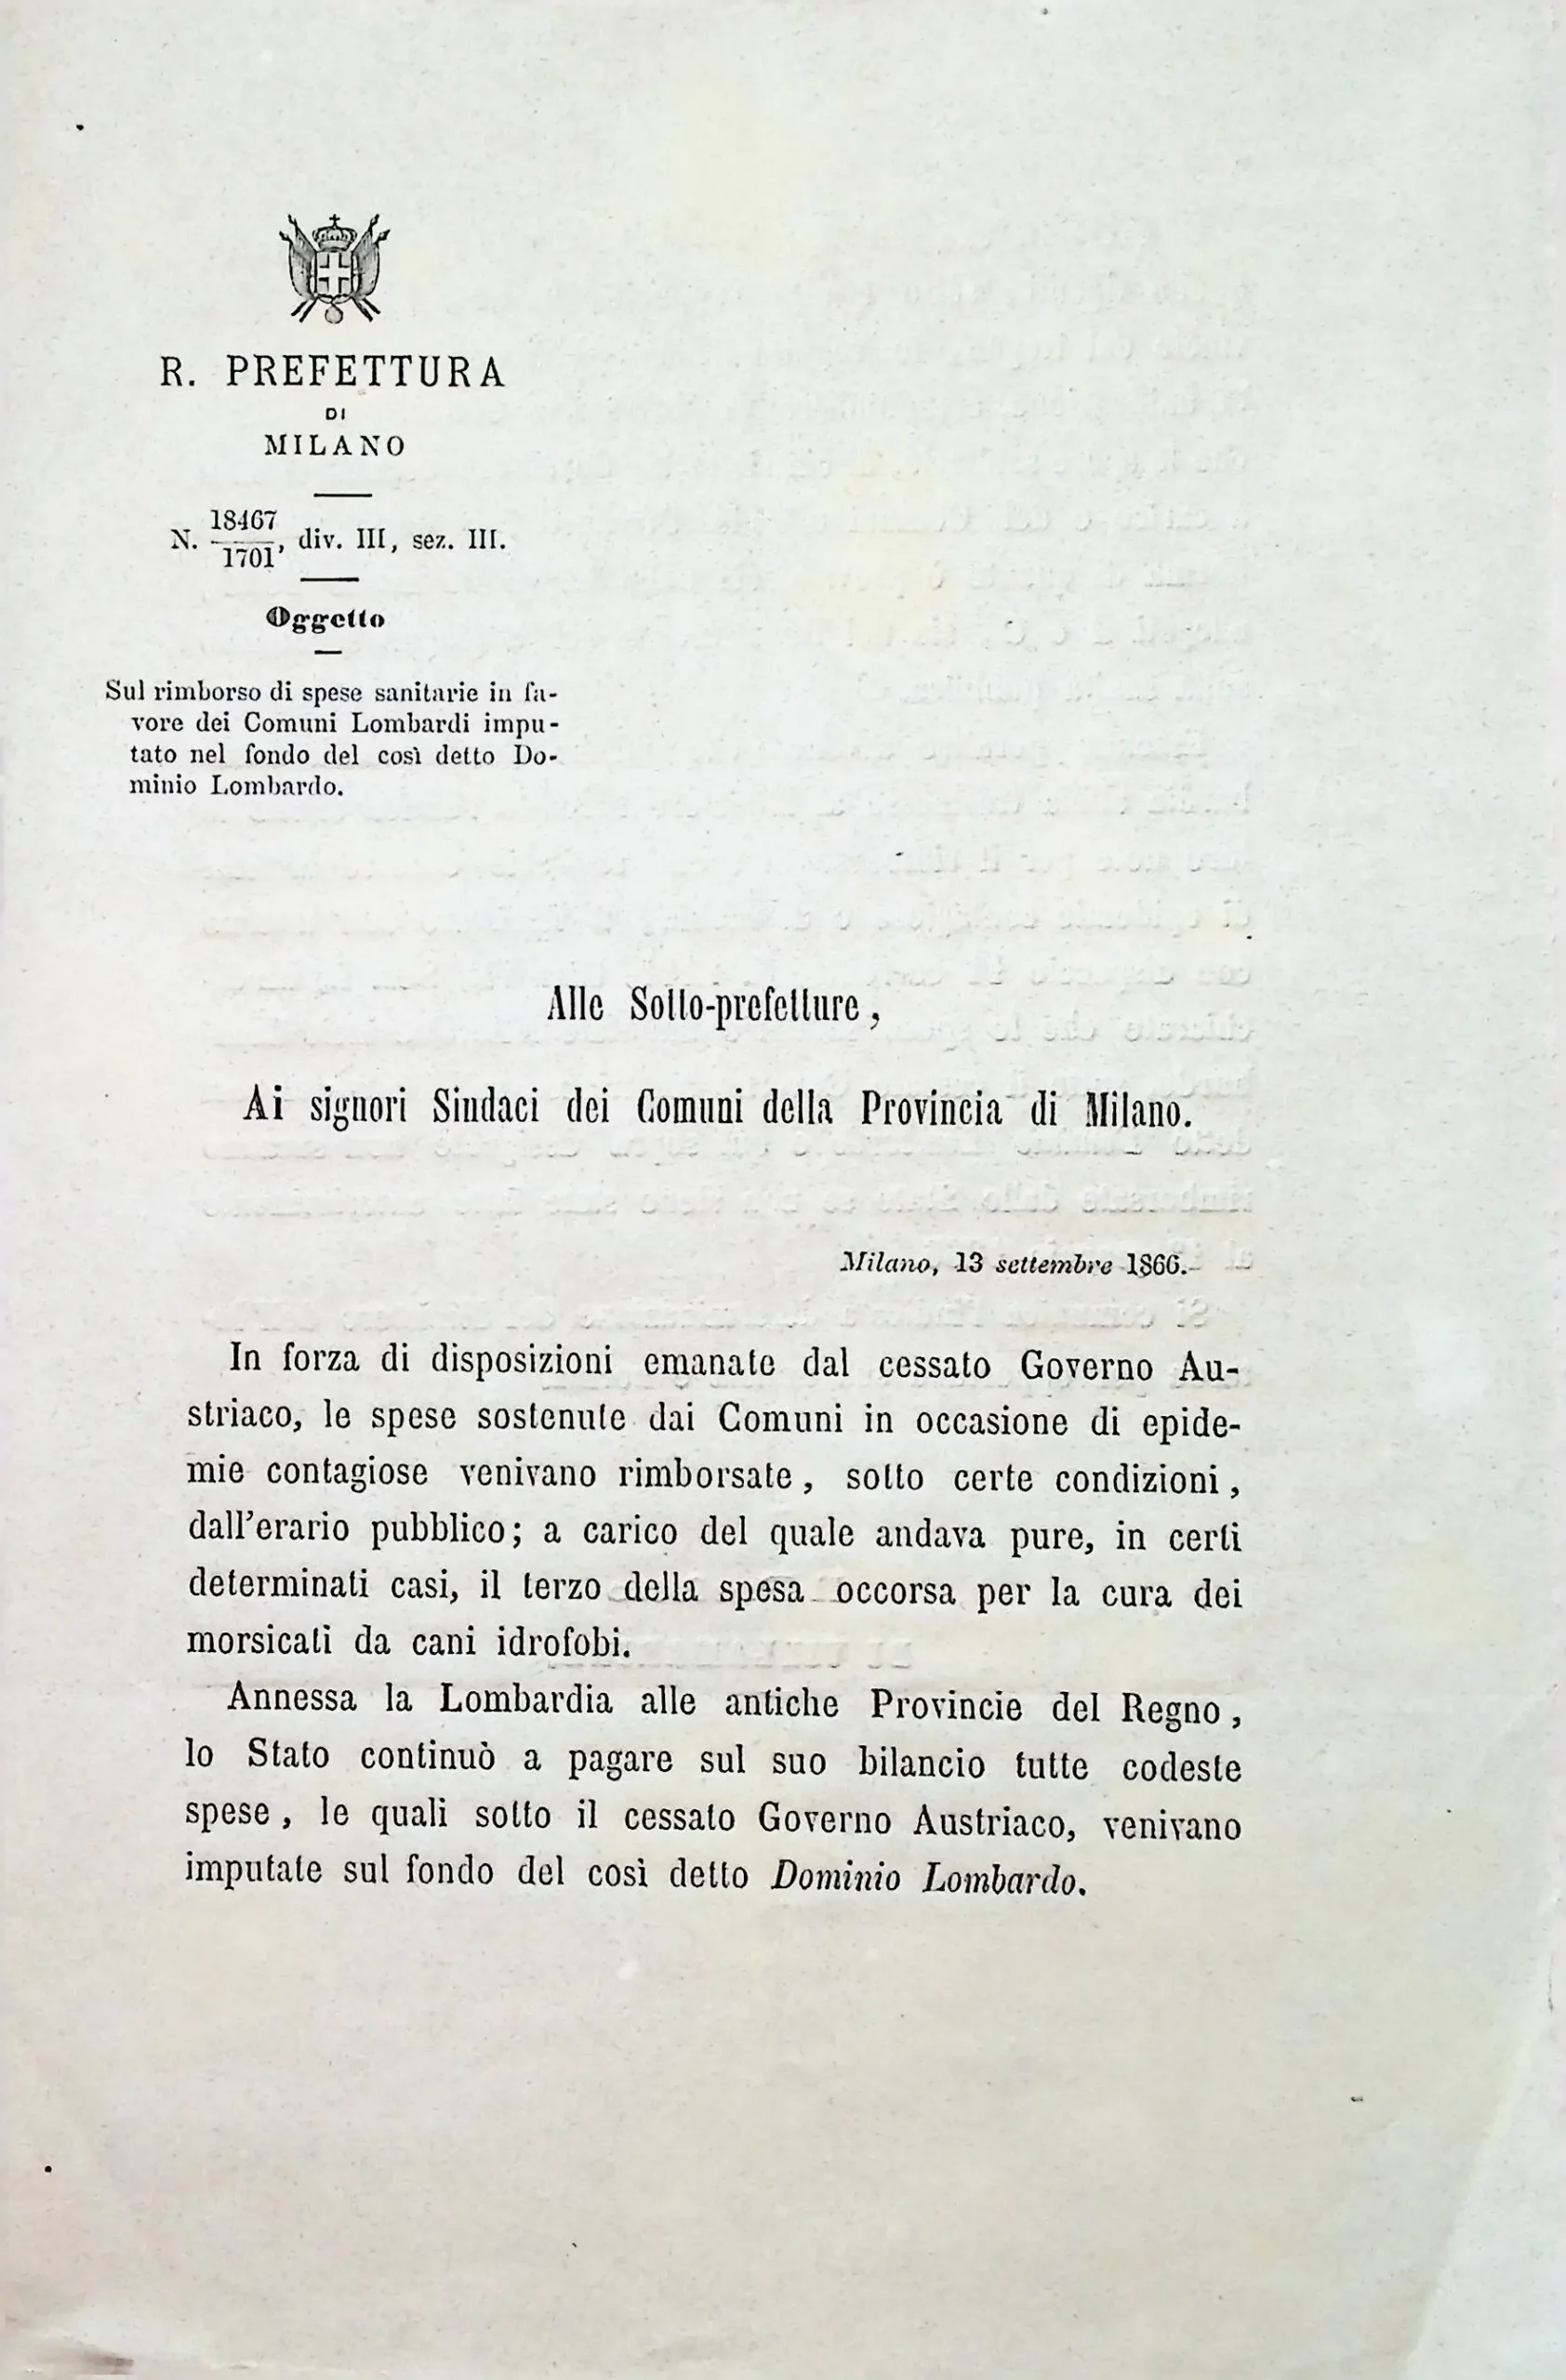 R. PREFETTURA
DI
MILANO
N. 18467/1701, div. III, sez. III.
Oggetto
Sul rimborso di spese sanitarie in fa-
vore dei Comuni Lombardi impu-
tato nel fondo del così detto Do-
minio Lombardo.
Alle Sotto-prefetture,
Ai signori Sindaci dei Comuni della Provincia di Milano.
Milano, 13 settembre 1866.
In forza di disposizioni emanate dal cessato Governo Au-
striaco, le spese sostenute dai Comuni in occasione di epide-
mie contagiose venivano rimborsate, sotto certe condizioni,
dall'erario pubblico; a carico del quale andava pure, in certi
determinati casi, il terzo della spesa occorsa per la cura dei
morsicati da cani idrofobi.
Annessa la Lombardia alle antiche Provincie del Regno,
lo Stato continuò a pagare sul suo bilancio tutte codeste
spese, le quali sotto il cessato Governo Austriaco, venivano
imputate sul fondo del così detto Dominio Lombardo.